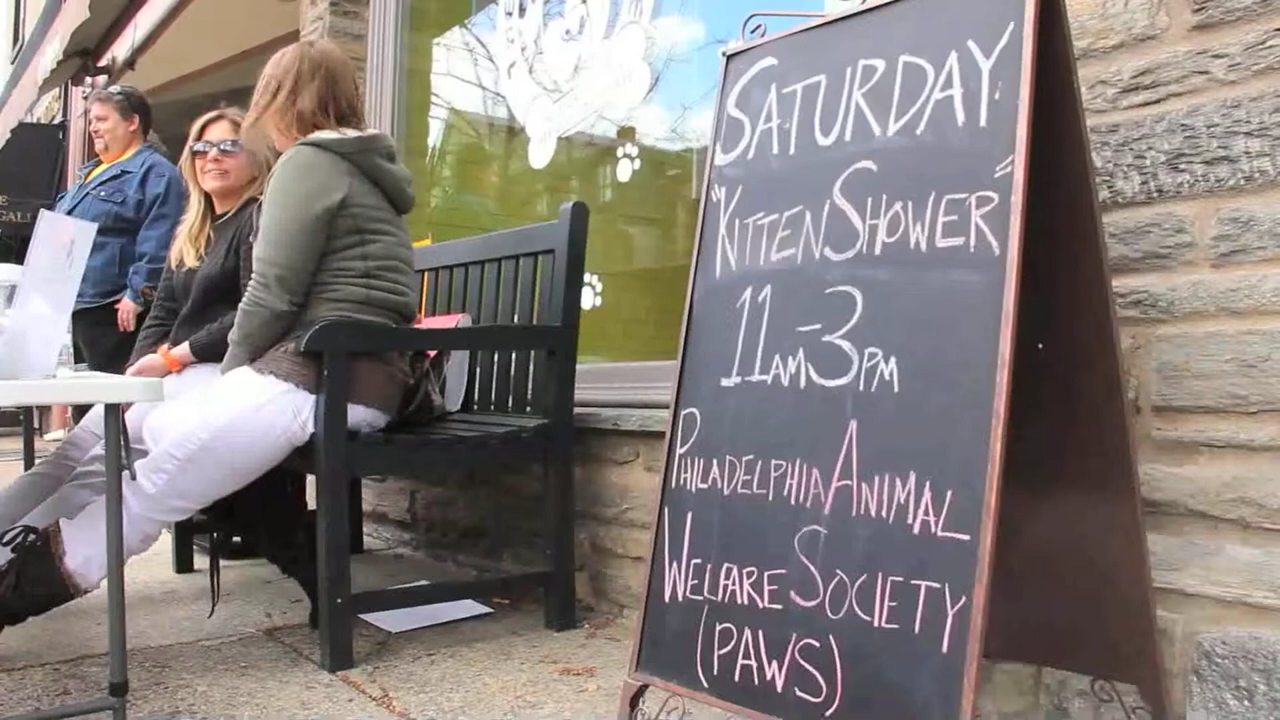 SATURDAY
"KITTEN SHOWER"
11AM-3PM
PHILADELPHIA ANIMAL
WELFARE SOCIETY
(PAWS)